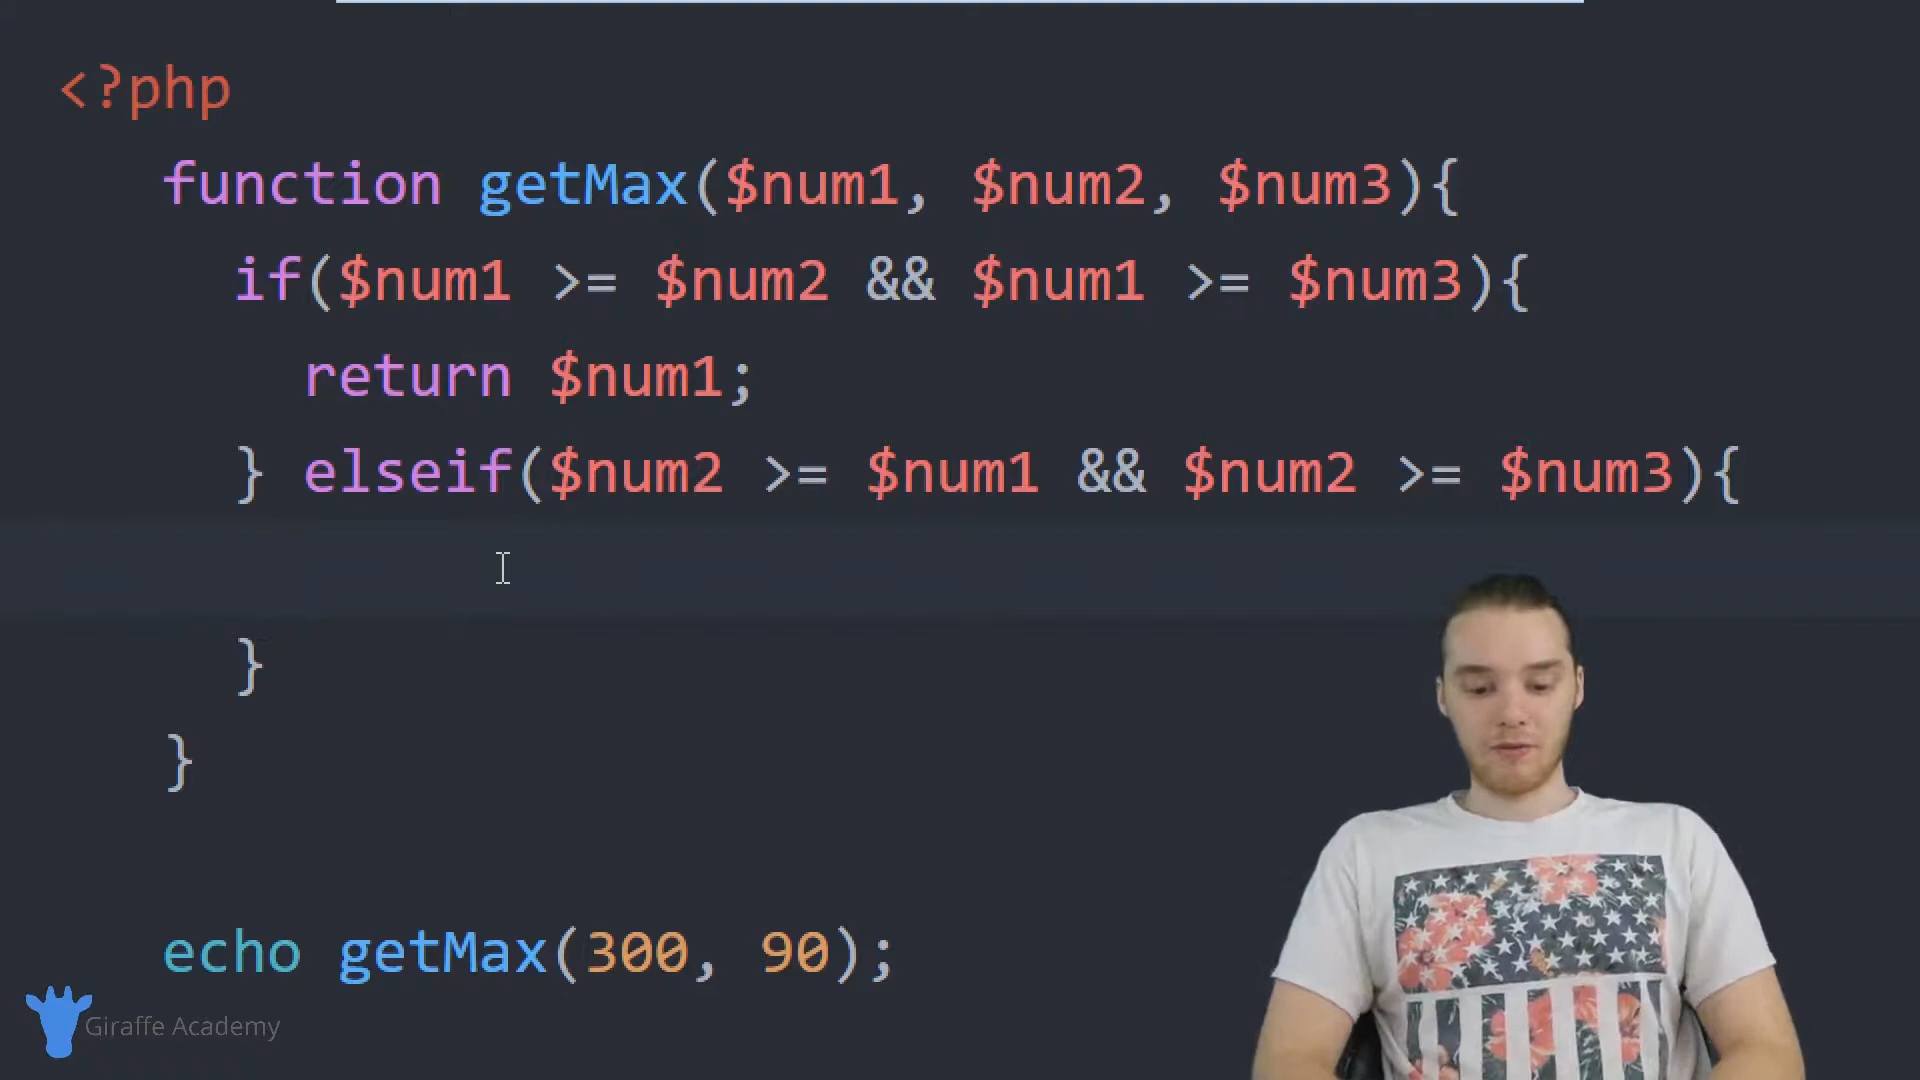 <?php
function getMax($num1, $num2, $num3){
if($num1 >= $num2 && $num1 >= $num3){
return $num1;
} elseif($num2 >= $num1 && $num2 >= $num3){
}
}
echo getMax(300, 90);
Giraffe Academy